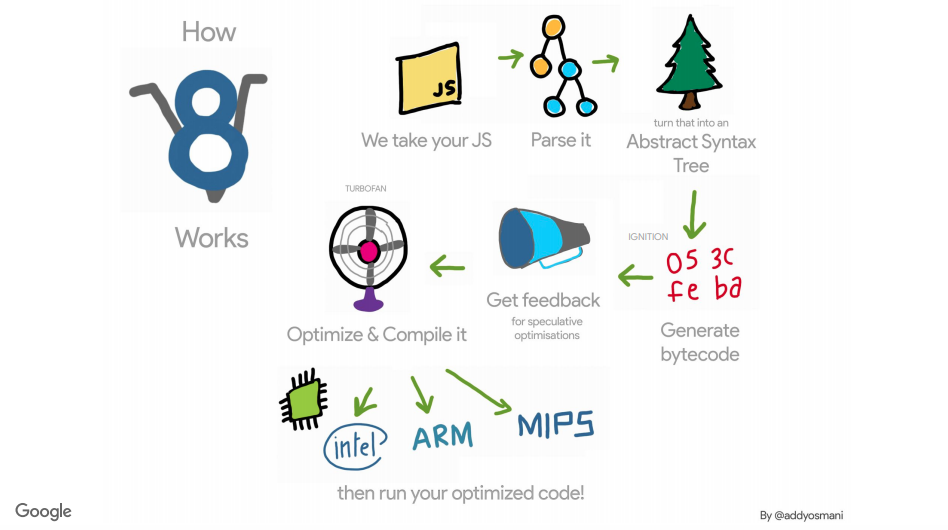 How
8
Works
JS
We take your JS
Parse it
turn that into an
Abstract Syntax
Tree
IGNITION
05 3c
fe ba
Generate
bytecode
Get feedback
for speculative
optimisations
TURBOFAN
Optimize & Compile it
intel
ARM
MIPS
then run your optimized code!
Google
By @addyosmani